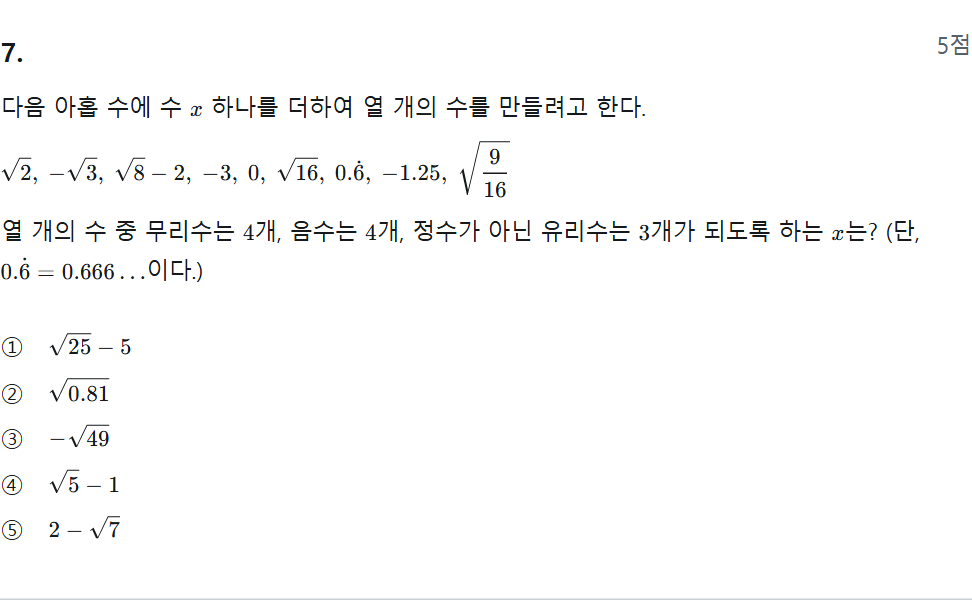 7.
5점
다음 아홉 수에 수 x 하나를 더하여 열 개의 수를 만들려고 한다.
√2, −√3, √8 − 2, −3, 0, √16, 0.6̇, −1.25, √(9/16)
열 개의 수 중 무리수는 4개, 음수는 4개, 정수가 아닌 유리수는 3개가 되도록 하는 x는? (단,
0.6̇ = 0.666…이다.)
① √25 − 5
② √0.81
③ −√49
④ √5 − 1
⑤ 2 − √7